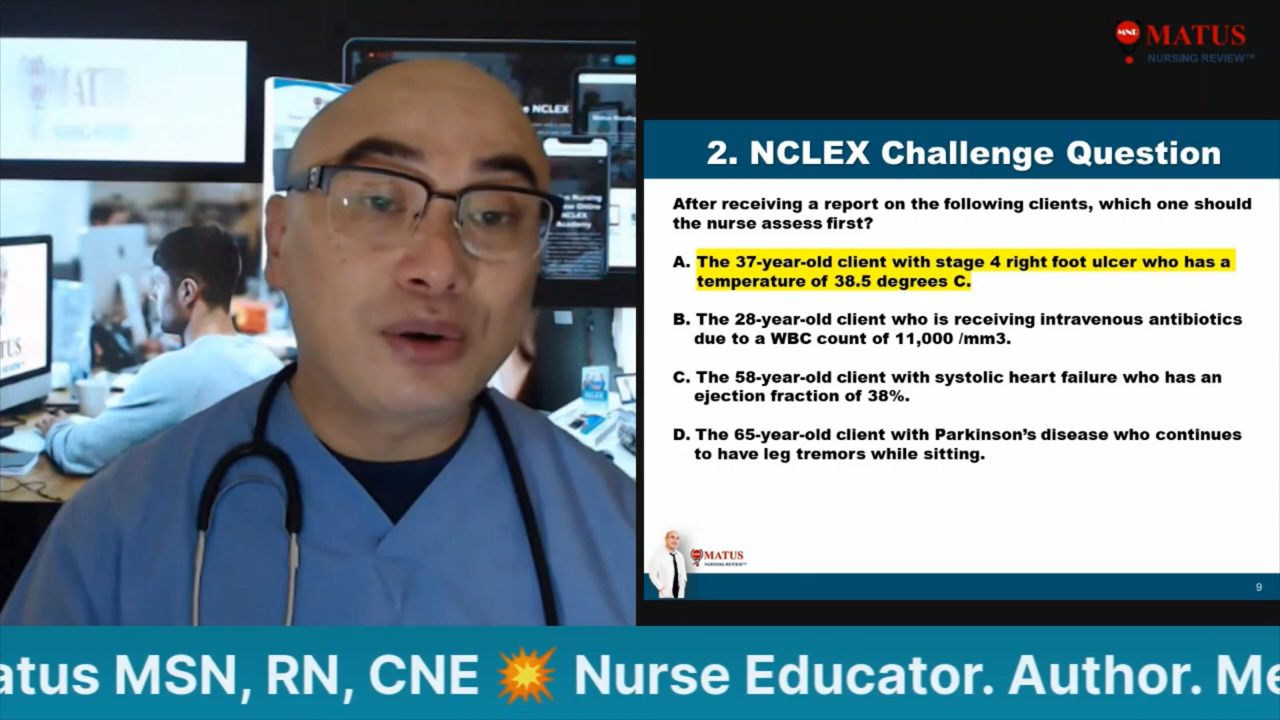 MNR MATUS
NURSING REVIEW™
2. NCLEX Challenge Question
After receiving a report on the following clients, which one should
the nurse assess first?
A. The 37-year-old client with stage 4 right foot ulcer who has a
temperature of 38.5 degrees C.
B. The 28-year-old client who is receiving intravenous antibiotics
due to a WBC count of 11,000 /mm3.
C. The 58-year-old client with systolic heart failure who has an
ejection fraction of 38%.
D. The 65-year-old client with Parkinson's disease who continues
to have leg tremors while sitting.
MATUS
NURSING REVIEW™
9
atus MSN, RN, CNE 💥 Nurse Educator. Author. Me
NCLEX